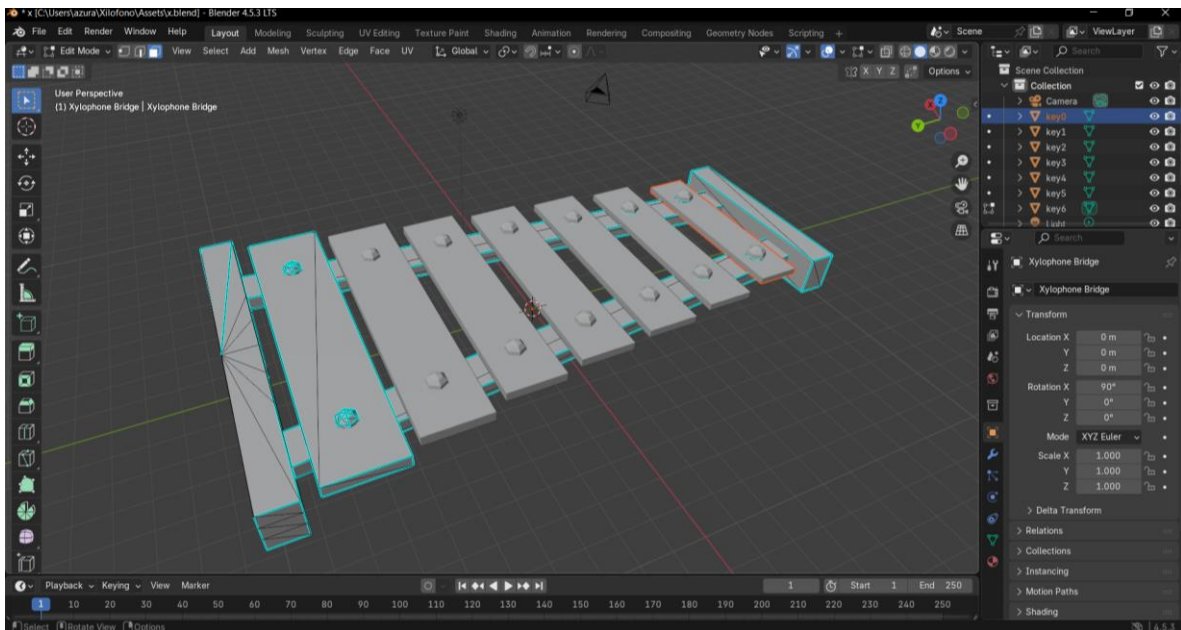 * x [C:\Users\azura\Xilofono\Assets\x.blend] - Blender 4.5.3 LTS
File Edit Render Window Help Layout Modeling Sculpting UV Editing Texture Paint Shading Animation Rendering Compositing Geometry Nodes Scripting + Scene ViewLayer
Edit Mode View Select Add Mesh Vertex Edge Face UV Global Search
X Y Z Options
User Perspective
(1) Xylophone Bridge | Xylophone Bridge
Z
X
Y
Scene Collection
Collection
Camera
key0
key1
key2
key3
key4
key5
key6
Light
Search
Xylophone Bridge
Xylophone Bridge
Transform
Location X 0 m
Y 0 m
Z 0 m
Rotation X 90°
Y 0°
Z 0°
Mode XYZ Euler
Scale X 1.000
Y 1.000
Z 1.000
Delta Transform
Relations
Collections
Instancing
Motion Paths
Shading
Playback Keying View Marker 1 Start 1 End 250
1 10 20 30 40 50 60 70 80 90 100 110 120 130 140 150 160 170 180 190 200 210 220 230 240 250
Select Rotate View Options 4.5.3